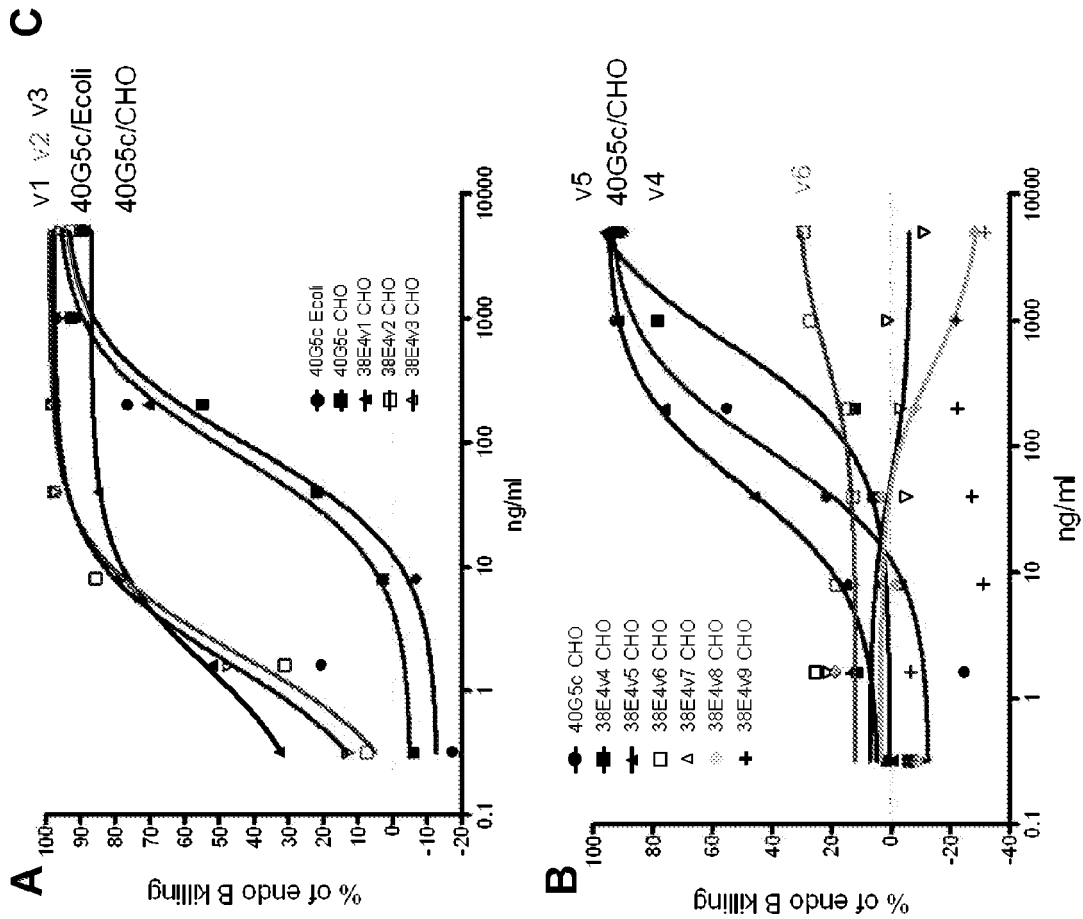 A
C
% of endo B killing
100
90
80
70
60
50
40
30
20
10
0
-10
-20
0.1
1
10
100
1000
10000
ng/ml
v1 v2 v3
40G5c/Ecoli
40G5c/CHO
40G5c Ecoli
40G5c CHO
38E4v1 CHO
38E4v2 CHO
38E4v3 CHO
B
% of endo B killing
100
80
60
40
20
0
-20
-40
0.1
1
10
100
1000
10000
ng/ml
v5
40G5c/CHO
v4
v6
40G5c CHO
38E4v4 CHO
38E4v5 CHO
38E4v6 CHO
38E4v7 CHO
38E4v8 CHO
38E4v9 CHO